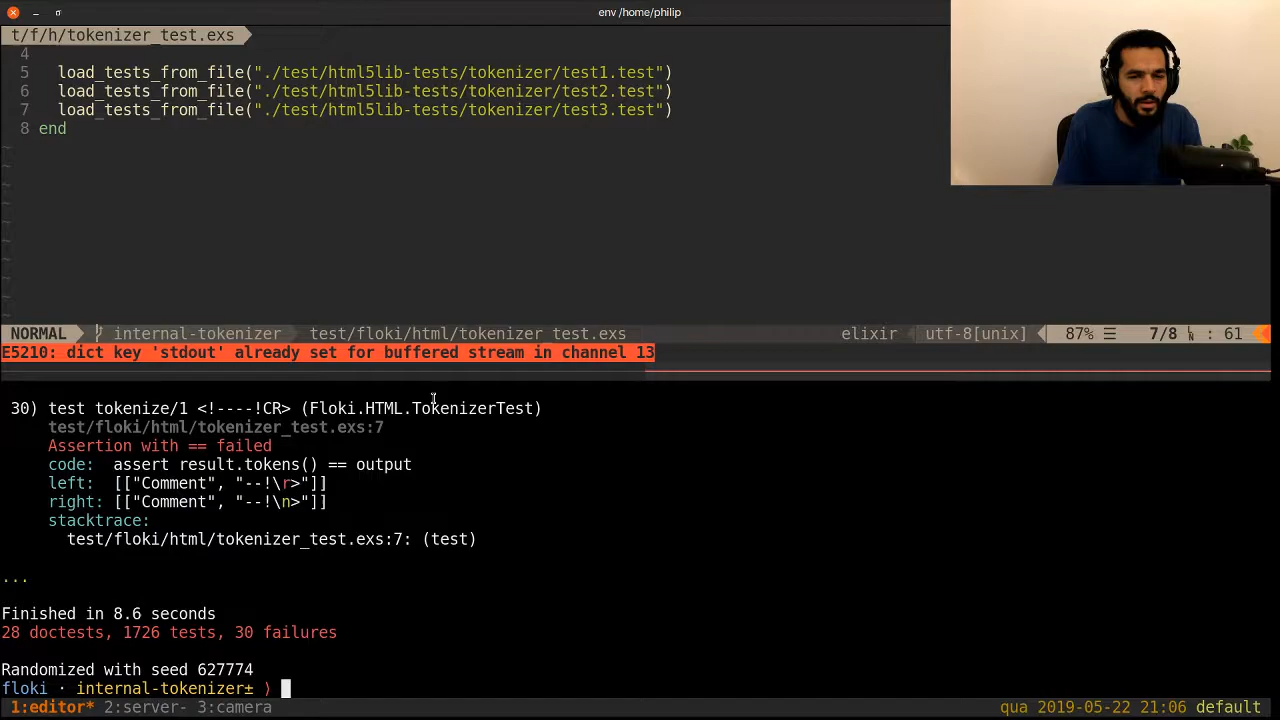 env /home/philip
t/f/h/tokenizer_test.exs
4
5 load_tests_from_file("./test/html5lib-tests/tokenizer/test1.test")
6 load_tests_from_file("./test/html5lib-tests/tokenizer/test2.test")
7 load_tests_from_file("./test/html5lib-tests/tokenizer/test3.test")
8 end
~
~
~
~
~
~
~
~
~
~
NORMAL internal-tokenizer test/floki/html/tokenizer_test.exs elixir utf-8[unix] 87% ☰ 7/8 : 61
E5210: dict key 'stdout' already set for buffered stream in channel 13
30) test tokenize/1 <!----!CR> (Floki.HTML.TokenizerTest)
test/floki/html/tokenizer_test.exs:7
Assertion with == failed
code: assert result.tokens() == output
left: [["Comment", "--!\r>"]]
right: [["Comment", "--!\n>"]]
stacktrace:
test/floki/html/tokenizer_test.exs:7: (test)
...
Finished in 8.6 seconds
28 doctests, 1726 tests, 30 failures
Randomized with seed 627774
floki · internal-tokenizer± ⟩
1:editor* 2:server- 3:camera qua 2019-05-22 21:06 default